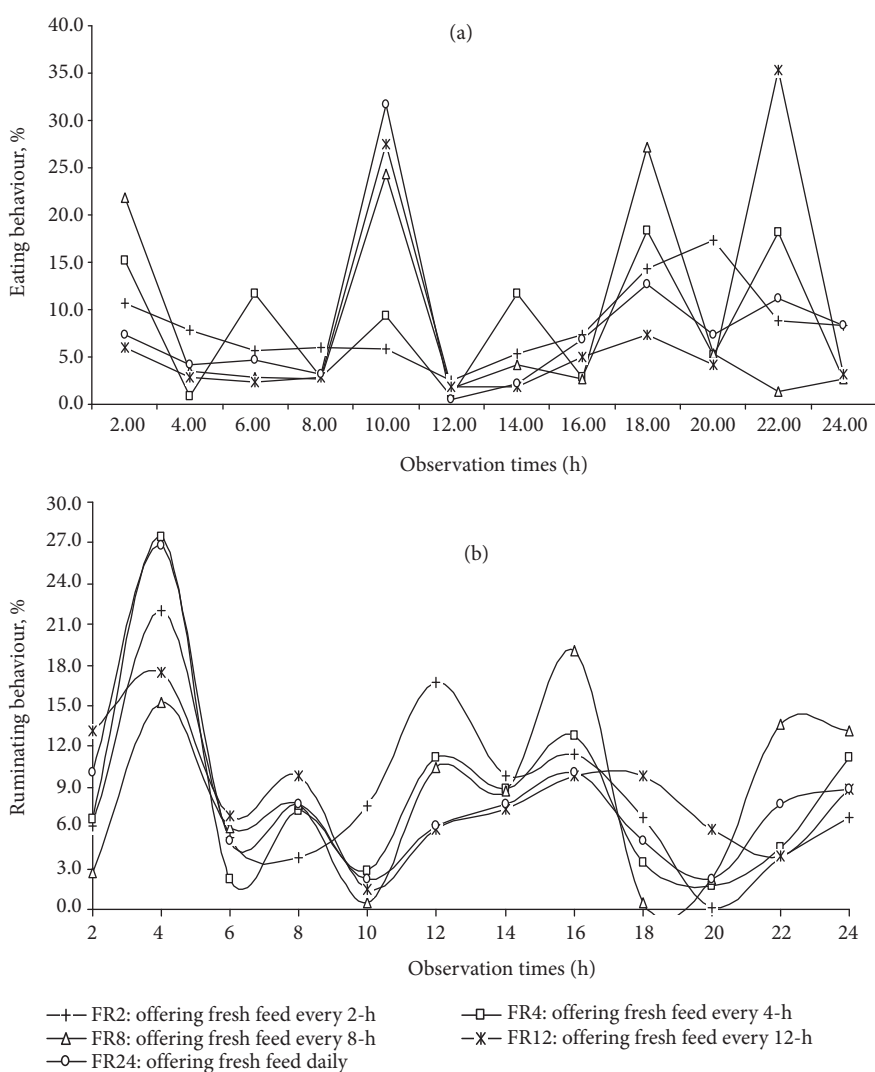 (a)
Eating behaviour, %
40.0
35.0
30.0
25.0
20.0
15.0
10.0
5.0
0.0
2.00 4.00 6.00 8.00 10.00 12.00 14.00 16.00 18.00 20.00 22.00 24.00
Observation times (h)
(b)
Ruminating behaviour, %
30.0
27.0
24.0
21.0
18.0
15.0
12.0
9.0
6.0
3.0
0.0
2 4 6 8 10 12 14 16 18 20 22 24
Observation times (h)
FR2: offering fresh feed every 2-h
FR4: offering fresh feed every 4-h
FR8: offering fresh feed every 8-h
FR12: offering fresh feed every 12-h
FR24: offering fresh feed daily